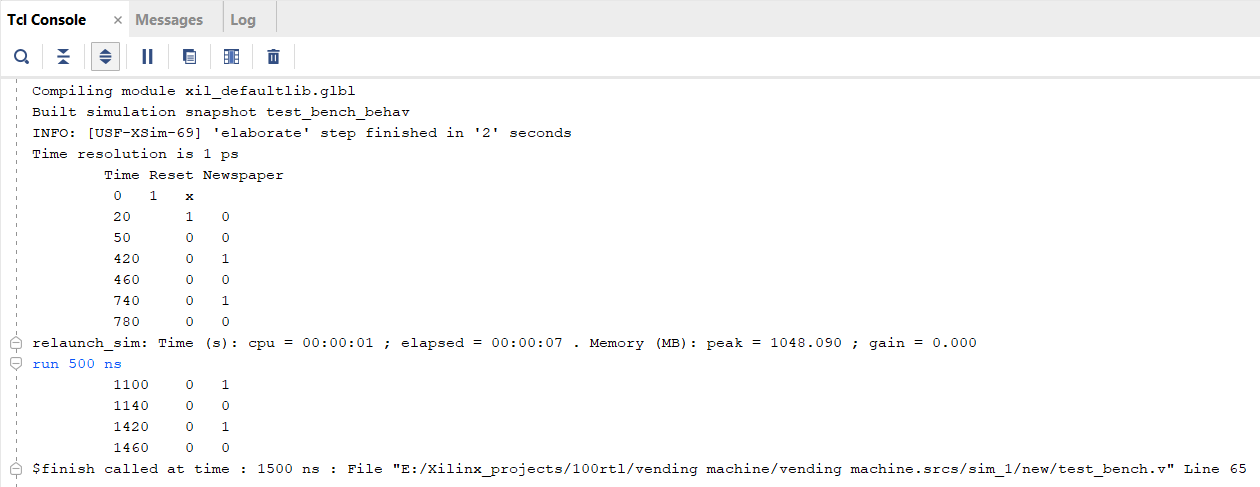 Tcl Console × Messages Log
Compiling module xil_defaultlib.glbl
Built simulation snapshot test_bench_behav
INFO: [USF-XSim-69] 'elaborate' step finished in '2' seconds
Time resolution is 1 ps
Time Reset Newspaper
0 1 x
20 1 0
50 0 0
420 0 1
460 0 0
740 0 1
780 0 0
relaunch_sim: Time (s): cpu = 00:00:01 ; elapsed = 00:00:07 . Memory (MB): peak = 1048.090 ; gain = 0.000
run 500 ns
1100 0 1
1140 0 0
1420 0 1
1460 0 0
$finish called at time : 1500 ns : File "E:/Xilinx_projects/100rtl/vending machine/vending machine.srcs/sim_1/new/test_bench.v" Line 65